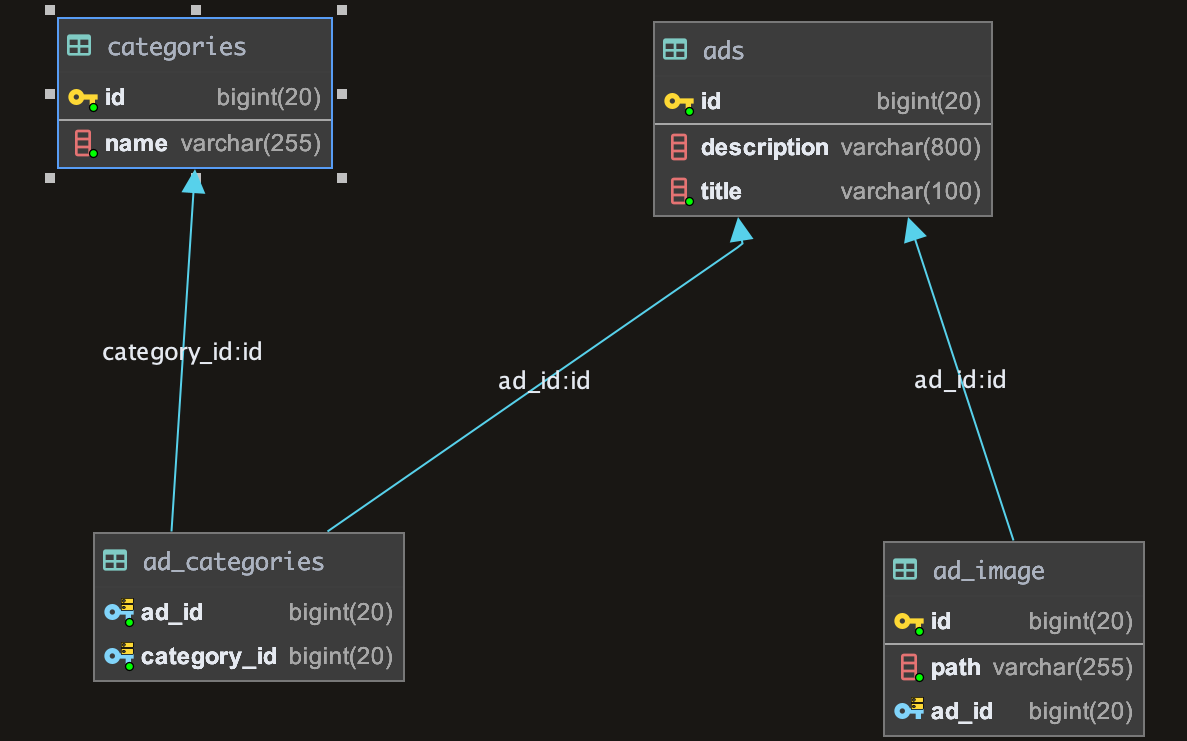 categories
id bigint(20)
name varchar(255)
ads
id bigint(20)
description varchar(800)
title varchar(100)
category_id:id
ad_id:id
ad_id:id
ad_categories
ad_id bigint(20)
category_id bigint(20)
ad_image
id bigint(20)
path varchar(255)
ad_id bigint(20)